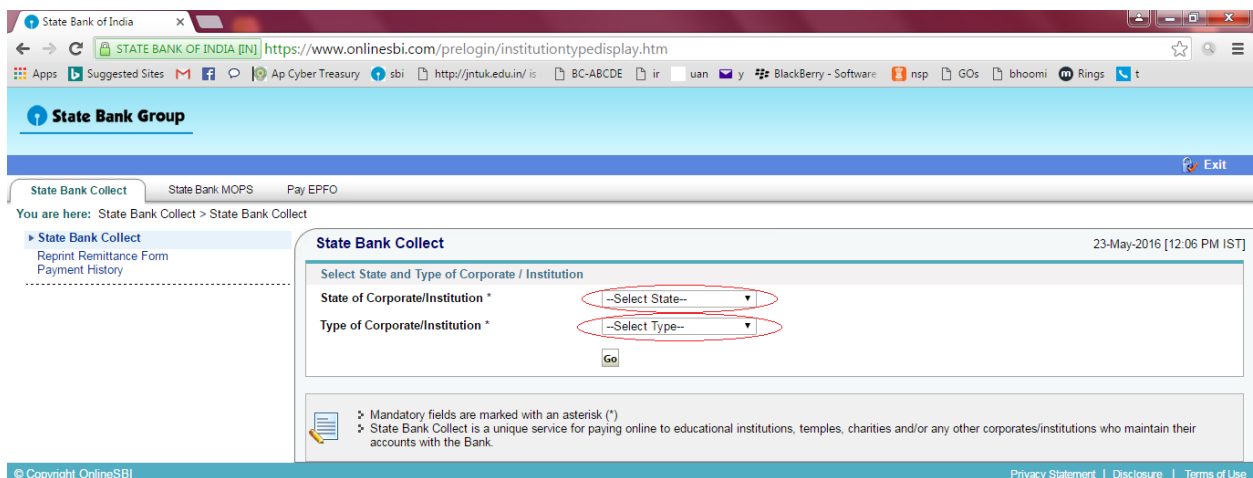 State Bank of India
STATE BANK OF INDIA [IN] https://www.onlinesbi.com/prelogin/institutiontypedisplay.htm
Apps Suggested Sites Ap Cyber Treasury sbi http://jntuk.edu.in/ is BC-ABCDE ir uan y BlackBerry - Software nsp GOs bhoomi Rings t
State Bank Group
Exit
State Bank Collect State Bank MOPS Pay EPFO
You are here: State Bank Collect > State Bank Collect
State Bank Collect
Reprint Remittance Form
Payment History
State Bank Collect 23-May-2016 [12:06 PM IST]
Select State and Type of Corporate / Institution
State of Corporate/Institution * --Select State--
Type of Corporate/Institution * --Select Type--
Go
Mandatory fields are marked with an asterisk (*)
State Bank Collect is a unique service for paying online to educational institutions, temples, charities and/or any other corporates/institutions who maintain their
accounts with the Bank.
© Copyright OnlineSBI Privacy Statement | Disclosure | Terms of Use